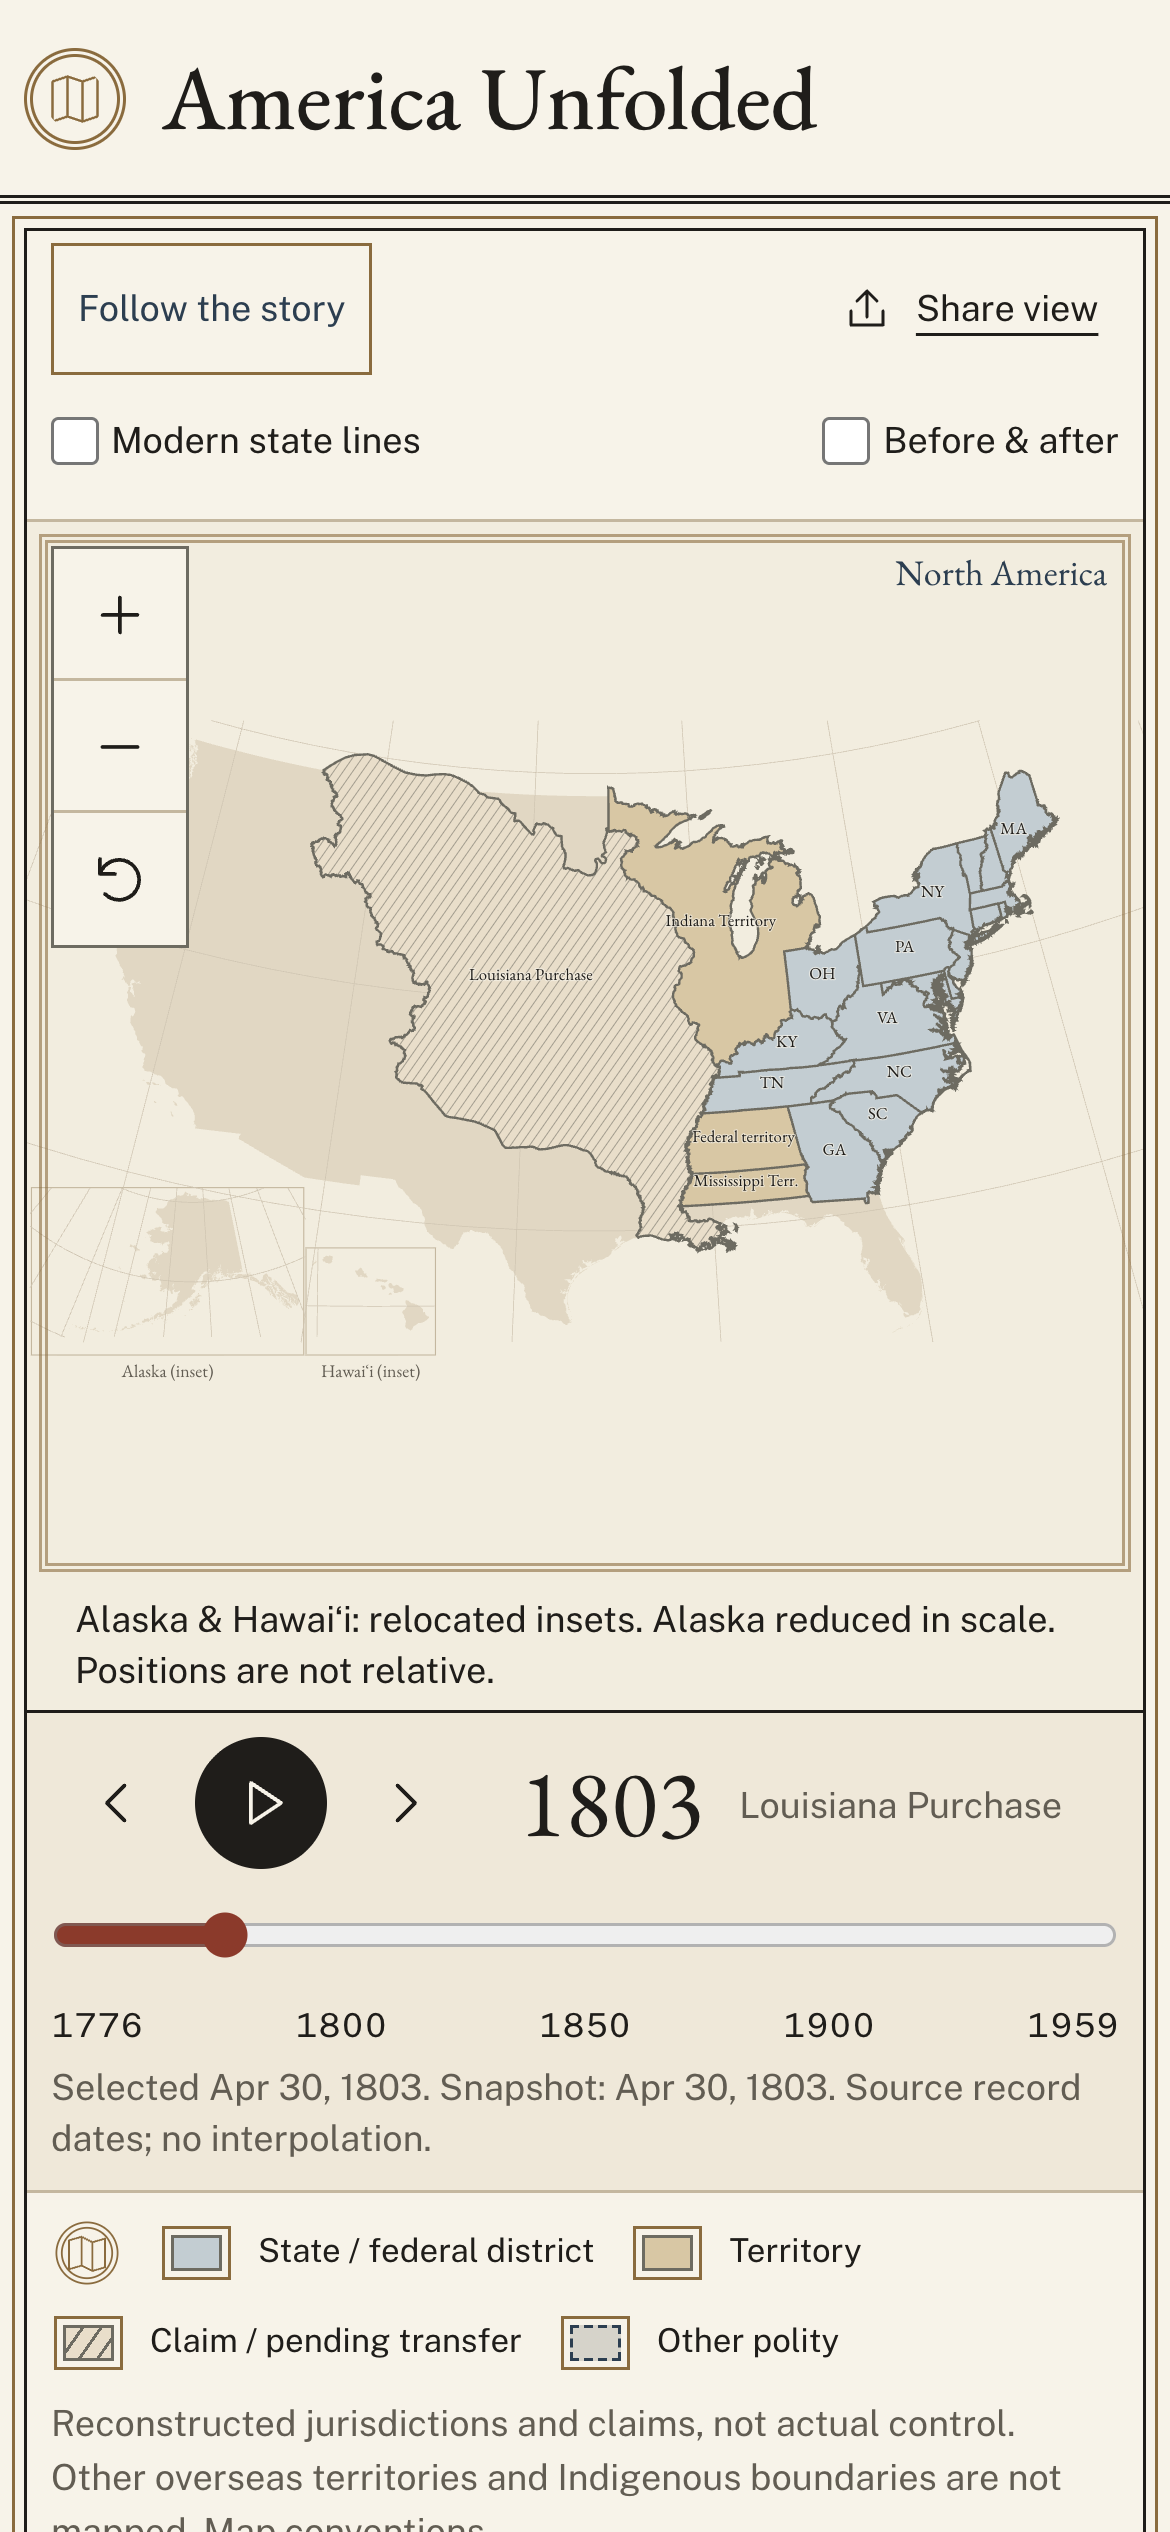 America Unfolded
Follow the story
Share view
Modern state lines
Before & after
North America
MA
NY
Indiana Territory
PA
Louisiana Purchase
OH
VA
KY
NC
TN
SC
Federal territory
GA
Mississippi Terr.
Alaska (inset)
Hawaiʻi (inset)
Alaska & Hawaiʻi: relocated insets. Alaska reduced in scale.
Positions are not relative.
1803 Louisiana Purchase
1776 1800 1850 1900 1959
Selected Apr 30, 1803. Snapshot: Apr 30, 1803. Source record
dates; no interpolation.
State / federal district
Territory
Claim / pending transfer
Other polity
Reconstructed jurisdictions and claims, not actual control.
Other overseas territories and Indigenous boundaries are not
mapped. Map conventions